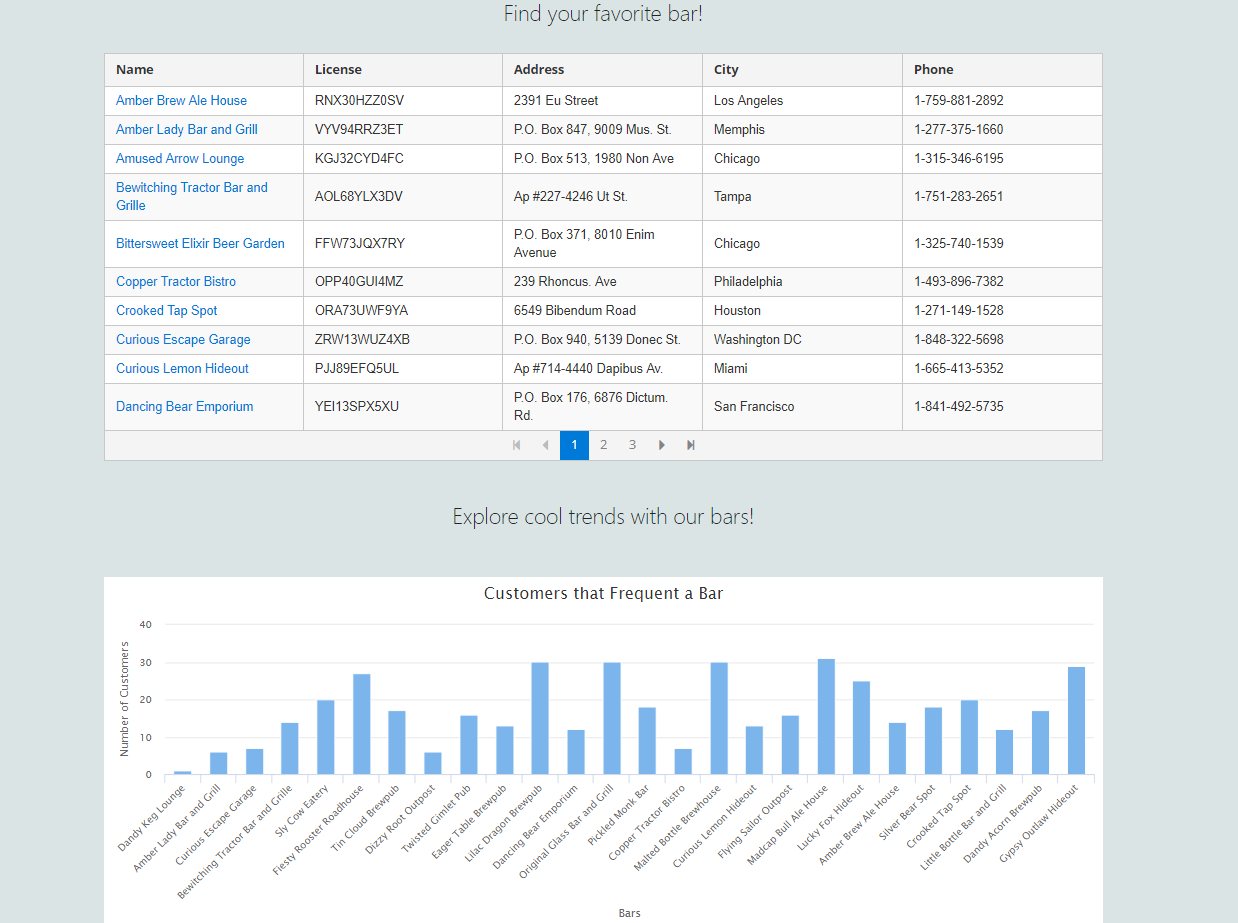 Find your favorite bar!
Name License Address City Phone
Amber Brew Ale House RNX30HZZ0SV 2391 Eu Street Los Angeles 1-759-881-2892
Amber Lady Bar and Grill VYV94RRZ3ET P.O. Box 847, 9009 Mus. St. Memphis 1-277-375-1660
Amused Arrow Lounge KGJ32CYD4FC P.O. Box 513, 1980 Non Ave Chicago 1-315-346-6195
Bewitching Tractor Bar and
Grille AOL68YLX3DV Ap #227-4246 Ut St. Tampa 1-751-283-2651
Bittersweet Elixir Beer Garden FFW73JQX7RY P.O. Box 371, 8010 Enim
Avenue Chicago 1-325-740-1539
Copper Tractor Bistro OPP40GUI4MZ 239 Rhoncus. Ave Philadelphia 1-493-896-7382
Crooked Tap Spot ORA73UWF9YA 6549 Bibendum Road Houston 1-271-149-1528
Curious Escape Garage ZRW13WUZ4XB P.O. Box 940, 5139 Donec St. Washington DC 1-848-322-5698
Curious Lemon Hideout PJJ89EFQ5UL Ap #714-4440 Dapibus Av. Miami 1-665-413-5352
Dancing Bear Emporium YEI13SPX5XU P.O. Box 176, 6876 Dictum.
Rd. San Francisco 1-841-492-5735
1 2 3
Explore cool trends with our bars!
Customers that Frequent a Bar
Number of Customers
40
30
20
10
0
Dandy Keg Lounge
Amber Lady Bar and Grill
Curious Escape Garage
Bewitching Tractor Bar and Grille
Sly Cow Eatery
Fiesty Rooster Roadhouse
Tin Cloud Brewpub
Dizzy Root Outpost
Twisted Gimlet Pub
Eager Table Brewpub
Lilac Dragon Brewpub
Dancing Bear Emporium
Original Glass Bar and Grill
Pickled Monk Bar
Copper Tractor Bistro
Malted Bottle Brewhouse
Curious Lemon Hideout
Flying Sailor Outpost
Madcap Bull Ale House
Lucky Fox Hideout
Amber Brew Ale House
Silver Bear Spot
Crooked Tap Spot
Little Bottle Bar and Grill
Dandy Acorn Brewpub
Gypsy Outlaw Hideout
Bars